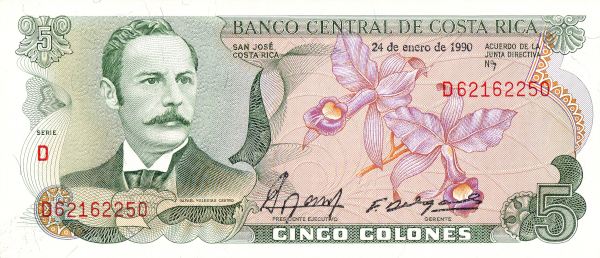 5
BANCO CENTRAL DE COSTA RICA
SAN JOSÉ,
COSTA RICA
24 de enero de 1990
ACUERDO DE LA
JUNTA DIRECTIVA
D62162250
SERIE
D
D62162250
RAFAEL YGLESIAS CASTRO
PRESIDENTE EJECUTIVO
GERENTE
5
CINCO COLONES